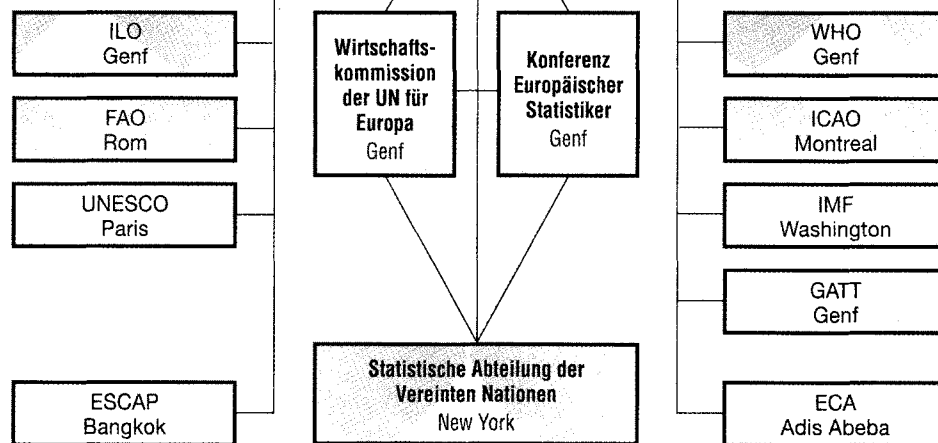 ILO
Genf
FAO
Rom
UNESCO
Paris
ESCAP
Bangkok
Wirtschafts-
kommission
der UN für
Europa
Genf
Konferenz
Europäischer
Statistiker
Genf
Statistische Abteilung der
Vereinten Nationen
New York
WHO
Genf
ICAO
Montreal
IMF
Washington
GATT
Genf
ECA
Adis Abeba